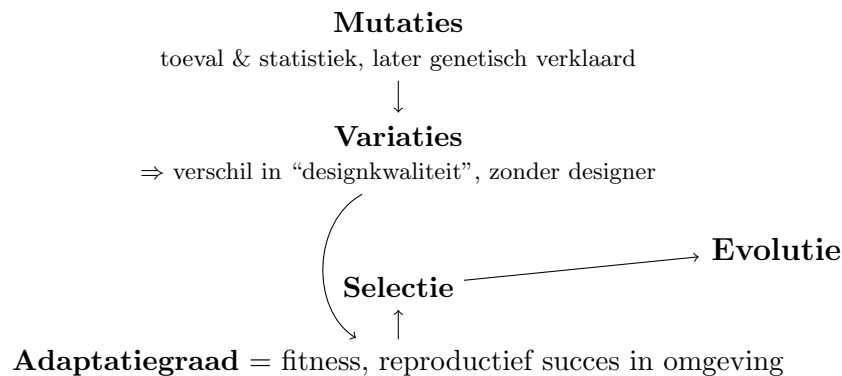 Mutaties
toeval & statistiek, later genetisch verklaard
Variaties
⇒ verschil in “designkwaliteit”, zonder designer
Evolutie
Selectie
Adaptatiegraad = fitness, reproductief succes in omgeving